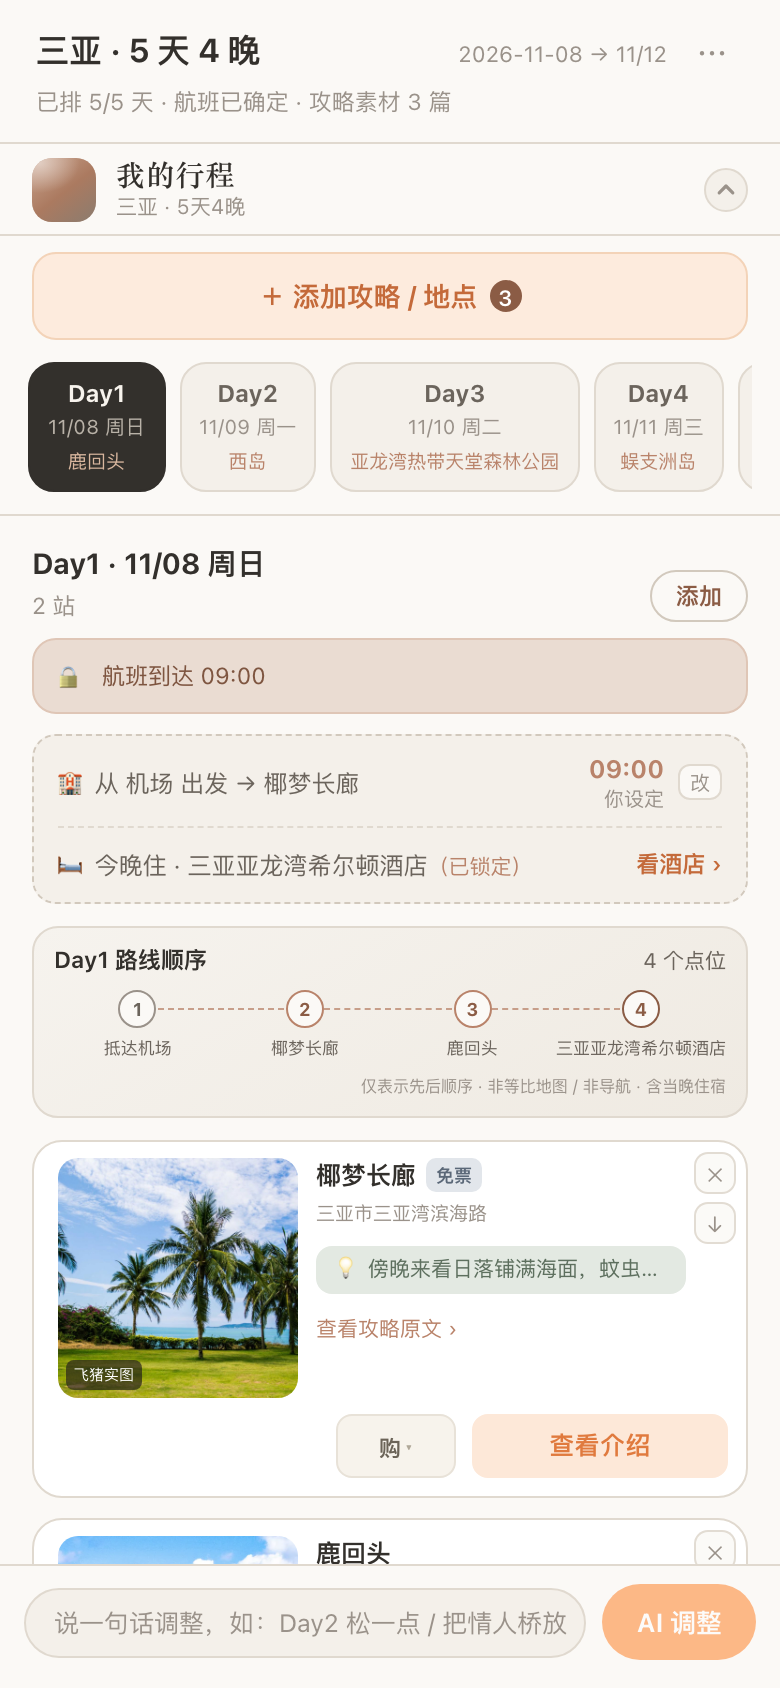 三亚 · 5 天 4 晚
2026-11-08 → 11/12
···
已排 5/5 天 · 航班已确定 · 攻略素材 3 篇
我的行程
三亚 · 5天4晚
+ 添加攻略 / 地点 3
Day1
11/08 周日
鹿回头
Day2
11/09 周一
西岛
Day3
11/10 周二
亚龙湾热带天堂森林公园
Day4
11/11 周三
蜈支洲岛
Day1 · 11/08 周日
2 站
添加
航班到达 09:00
从 机场 出发 → 椰梦长廊
09:00
你设定
改
今晚住 · 三亚亚龙湾希尔顿酒店 (已锁定)
看酒店 ›
Day1 路线顺序
4 个点位
1
2
3
4
抵达机场
椰梦长廊
鹿回头
三亚亚龙湾希尔顿酒店
仅表示先后顺序 · 非等比地图 / 非导航 · 含当晚住宿
椰梦长廊 免票
三亚市三亚湾滨海路
傍晚来看日落铺满海面，蚊虫...
查看攻略原文 ›
飞猪实图
购
查看介绍
鹿回头
说一句话调整，如：Day2 松一点 / 把情人桥放
AI 调整